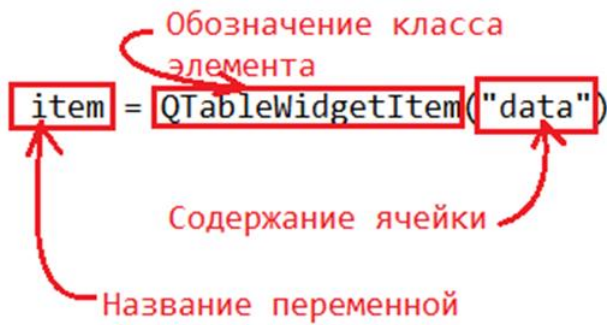 Обозначение класса
элемента
item = QTableWidgetItem("data")
Содержание ячейки
Название переменной